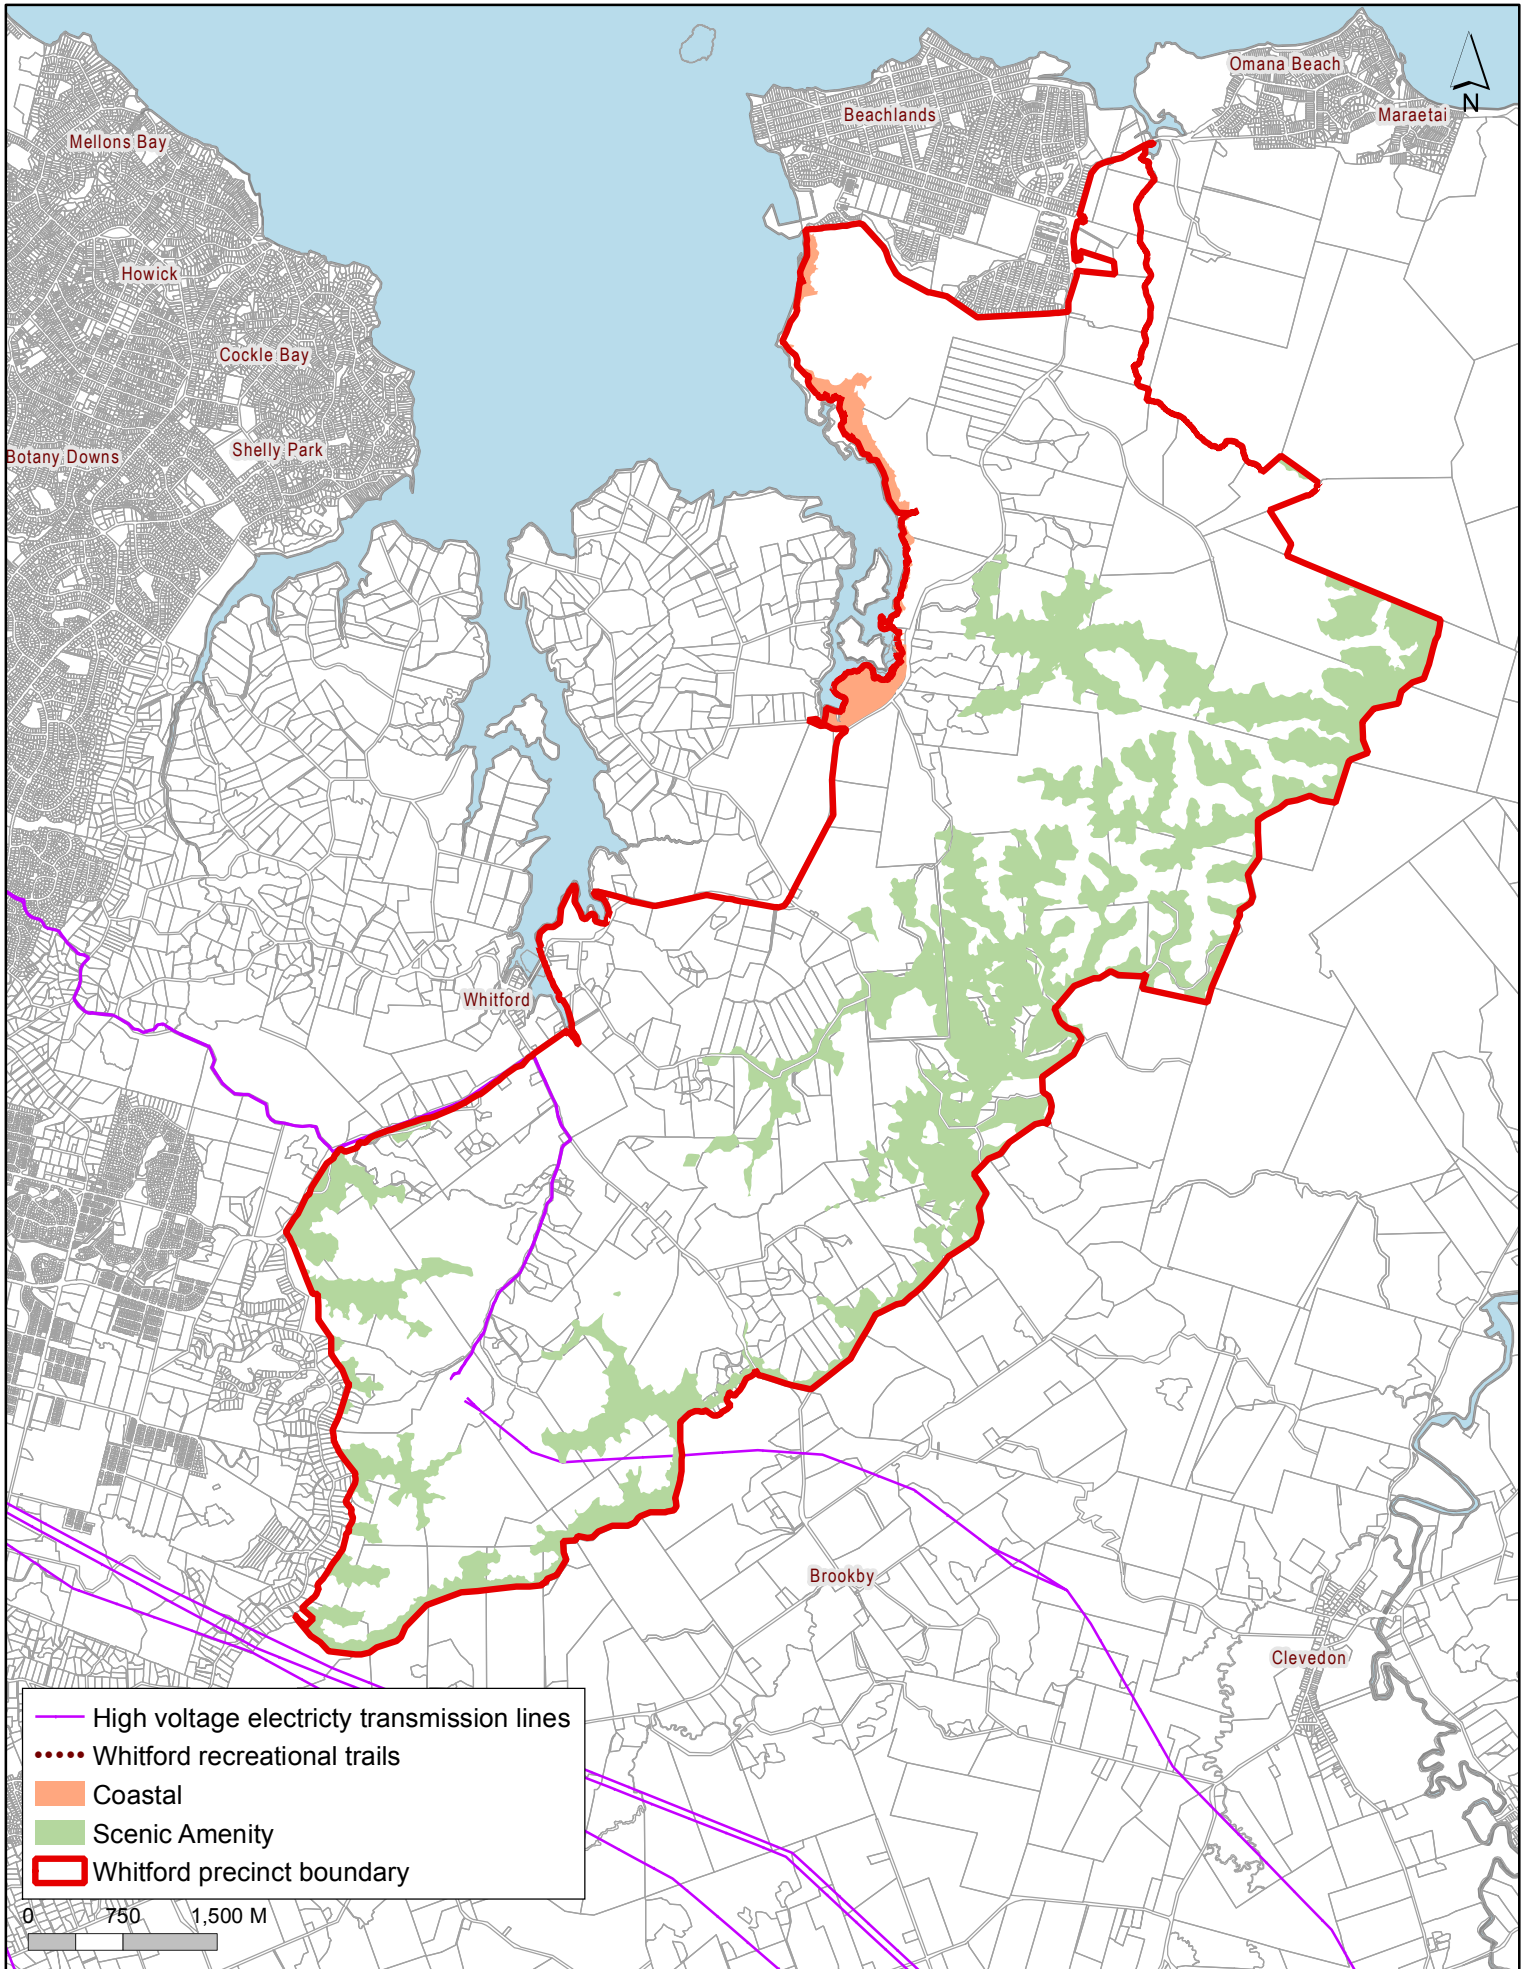 Omana Beach
Beachlands
Maraetai
N
Mellons Bay
Howick
Cockle Bay
Shelly Park
Botany Downs
Whitford
Brookby
Clevedon
High voltage electricty transmission lines
Whitford recreational trails
Coastal
Scenic Amenity
Whitford precinct boundary
0 750 1,500 M